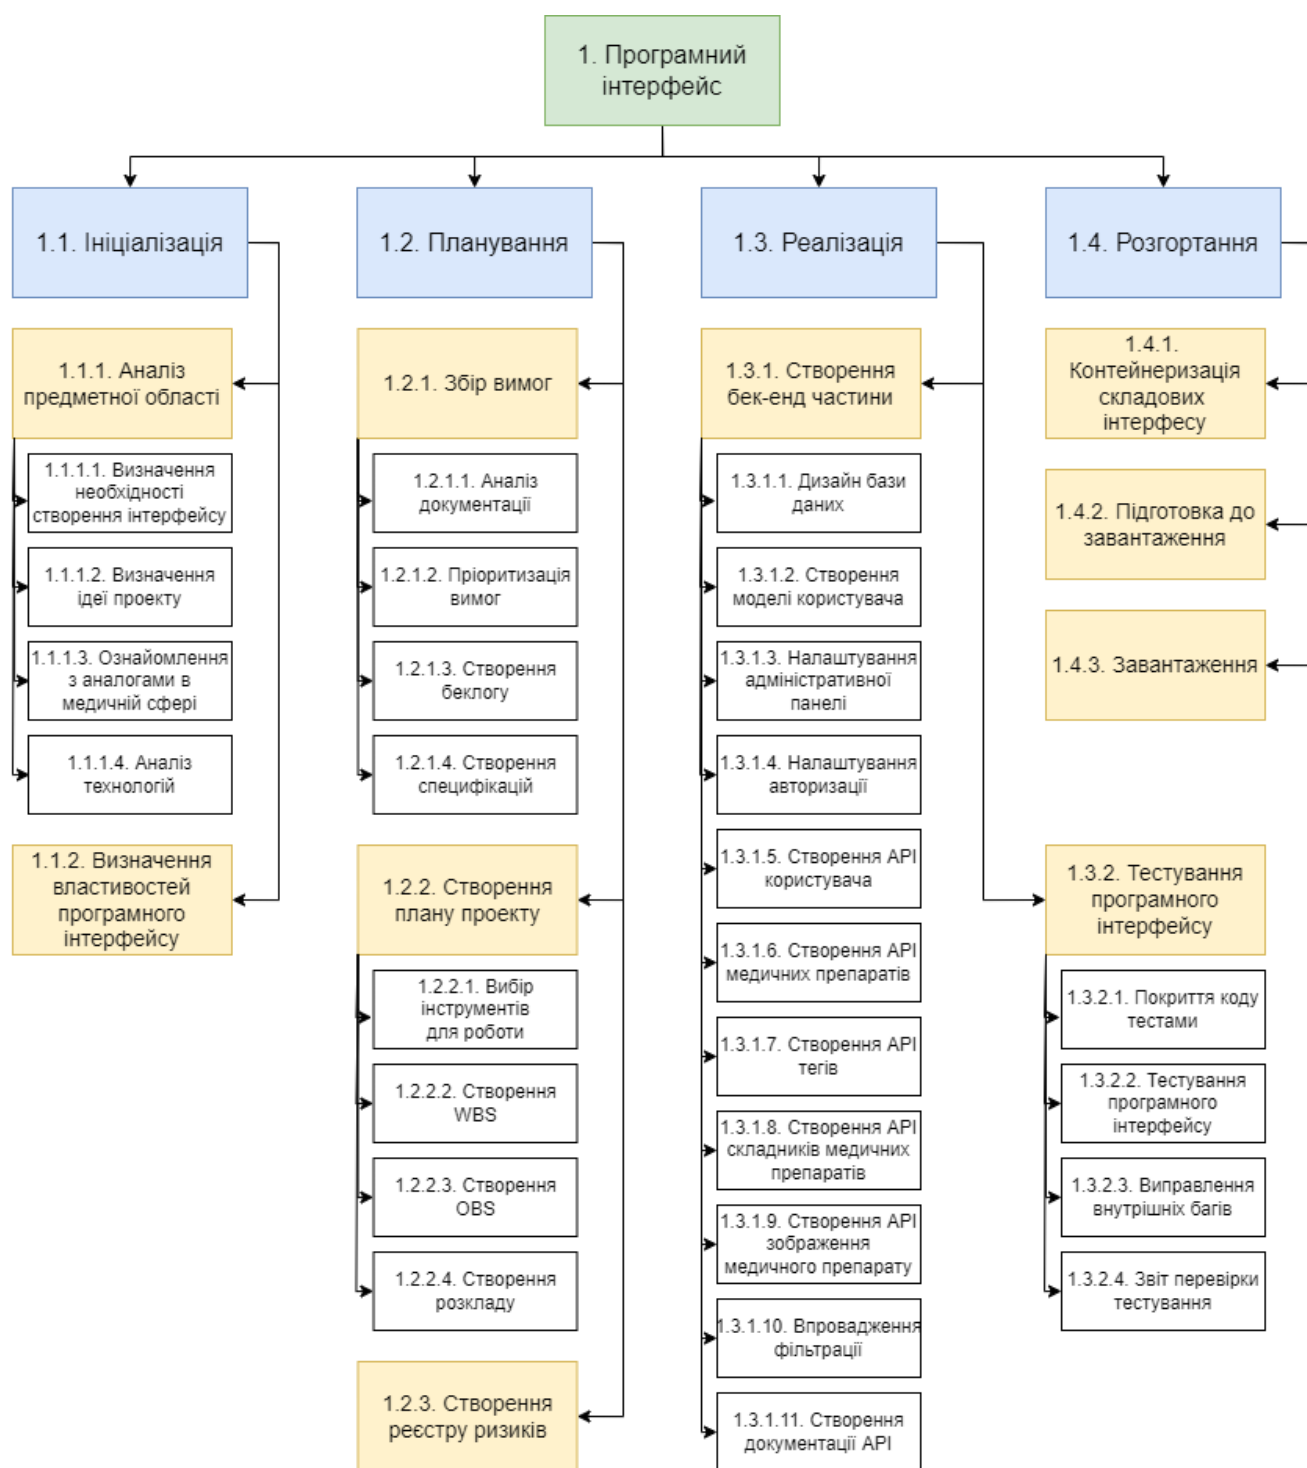 1. Програмний
інтерфейс
1.1. Ініціалізація
1.2. Планування
1.3. Реалізація
1.4. Розгортання
1.1.1. Аналіз
предметної області
1.1.1.1. Визначення
необхідності
створення інтерфейсу
1.1.1.2. Визначення
ідеї проекту
1.1.1.3. Ознайомлення
з аналогами в
медичній сфері
1.1.1.4. Аналіз
технологій
1.1.2. Визначення
властивостей
програмного
інтерфейсу
1.2.1. Збір вимог
1.2.1.1. Аналіз
документації
1.2.1.2. Пріоритизація
вимог
1.2.1.3. Створення
беклогу
1.2.1.4. Створення
специфікацій
1.2.2. Створення
плану проекту
1.2.2.1. Вибір
інструментів
для роботи
1.2.2.2. Створення
WBS
1.2.2.3. Створення
OBS
1.2.2.4. Створення
розкладу
1.2.3. Створення
реєстру ризиків
1.3.1. Створення
бек-енд частини
1.3.1.1. Дизайн бази
даних
1.3.1.2. Створення
моделі користувача
1.3.1.3. Налаштування
адміністративної
панелі
1.3.1.4. Налаштування
авторизації
1.3.1.5. Створення API
користувача
1.3.1.6. Створення API
медичних препаратів
1.3.1.7. Створення API
тегів
1.3.1.8. Створення API
складників медичних
препаратів
1.3.1.9. Створення API
зображення
медичного препарату
1.3.1.10. Впровадження
фільтрації
1.3.1.11. Створення
документації API
1.4.1.
Контейнеризація
складових
інтерфесу
1.4.2. Підготовка до
завантаження
1.4.3. Завантаження
1.3.2. Тестування
програмного
інтерфейсу
1.3.2.1. Покриття коду
тестами
1.3.2.2. Тестування
програмного
інтерфейсу
1.3.2.3. Виправлення
внутрішніх багів
1.3.2.4. Звіт перевірки
тестування